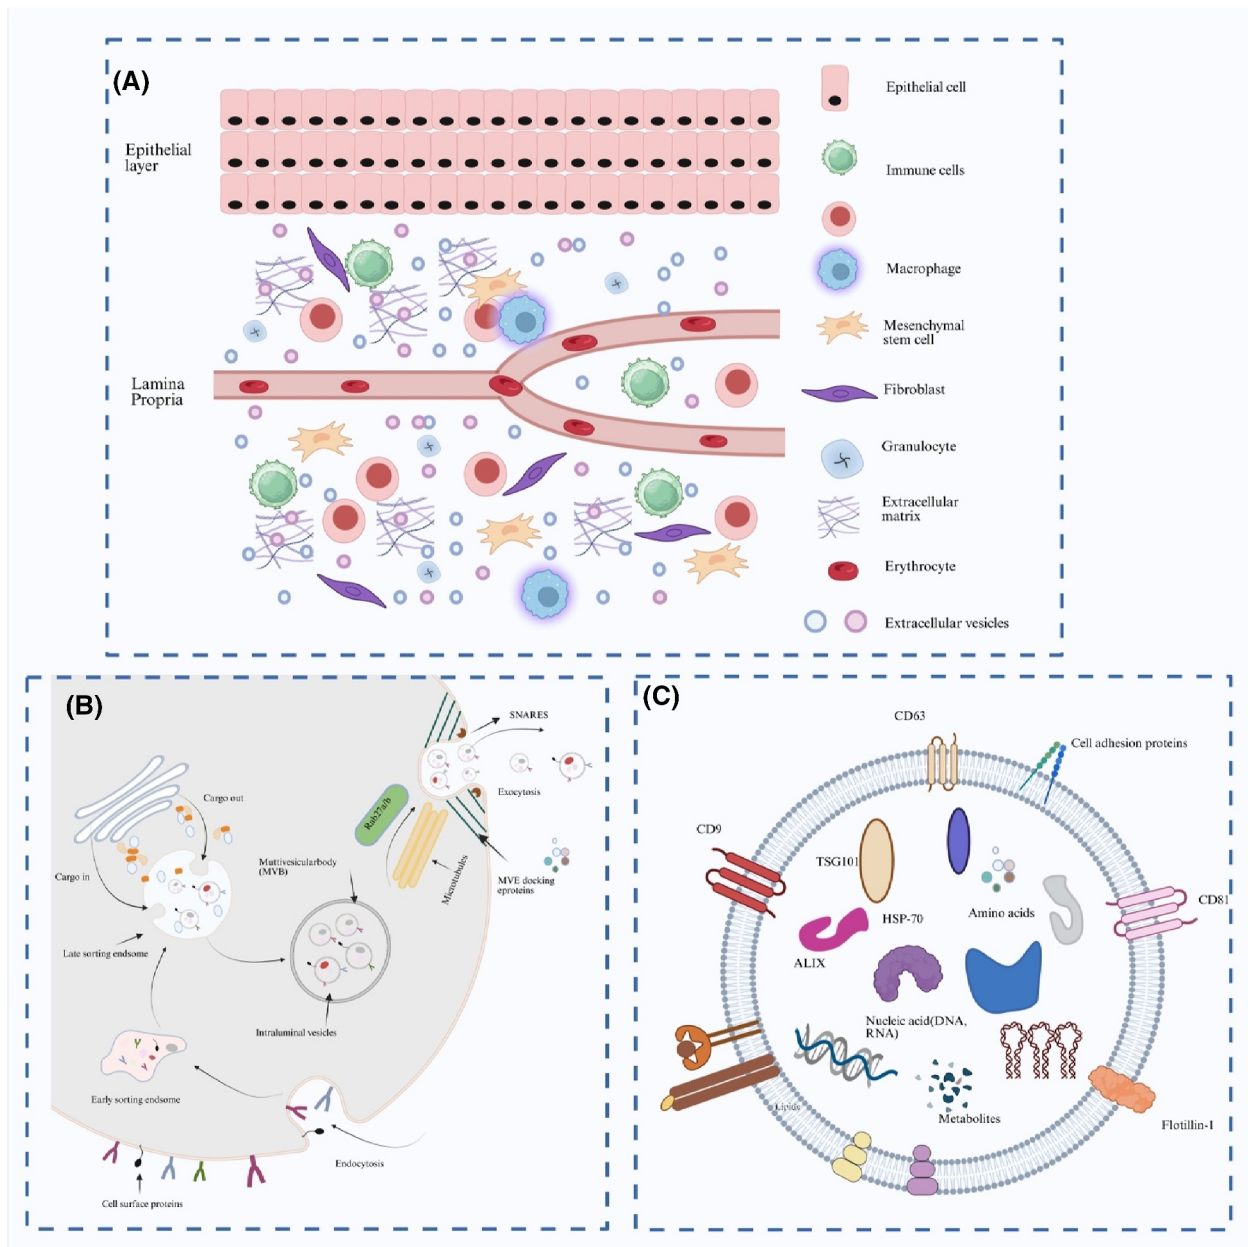 (A)
Epithelial
layer
Lamina
Propria
Epithelial cell
Immune cells
Macrophage
Mesenchymal
stem cell
Fibroblast
Granulocyte
Extracellular
matrix
Erythrocyte
Extracellular vesicles
(B)
SNARES
Exocytosis
Cargo out
Rab27a/b
Cargo in
Muttivesicularbody
(MVB)
Microtubules
MVE docking
eproteins
Late sorting endsome
Intraluminal vesicles
Early sorting endsome
Endocytosis
Cell surface proteins
(C)
CD63
Cell adhesion proteins
CD9
TSG101
CD81
HSP-70
Amino acids
ALIX
Nucleic acid(DNA,
RNA)
Lipids
Metabolites
Flotillin-1